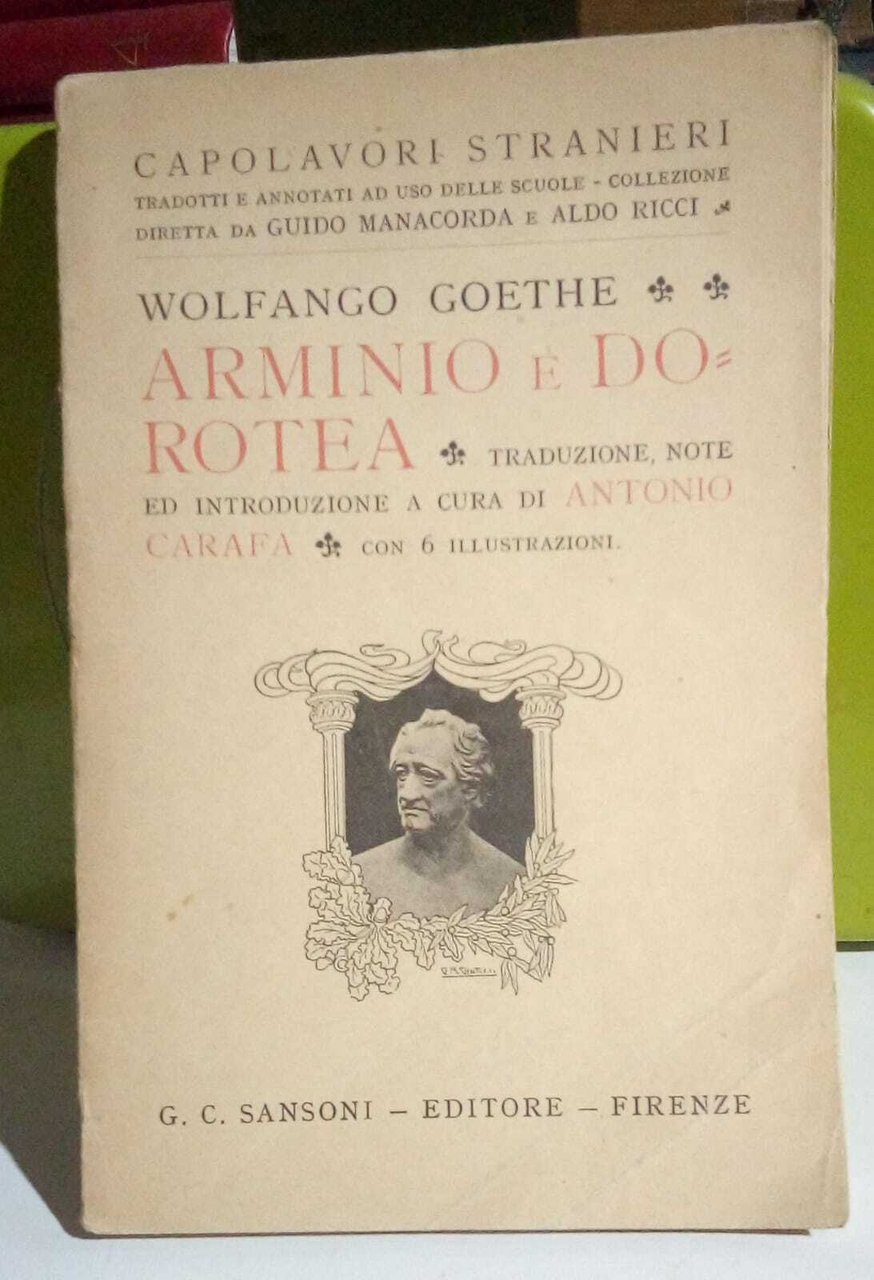 CAPOLAVORI STRANIERI
TRADOTTI E ANNOTATI AD USO DELLE SCUOLE - COLLEZIONE
DIRETTA DA GUIDO MANACORDA E ALDO RICCI
WOLFANGO GOETHE
ARMINIO E DO=
ROTEA TRADUZIONE, NOTE
ED INTRODUZIONE A CURA DI ANTONIO
CARAFA CON 6 ILLUSTRAZIONI.
G. C. SANSONI – EDITORE – FIRENZE